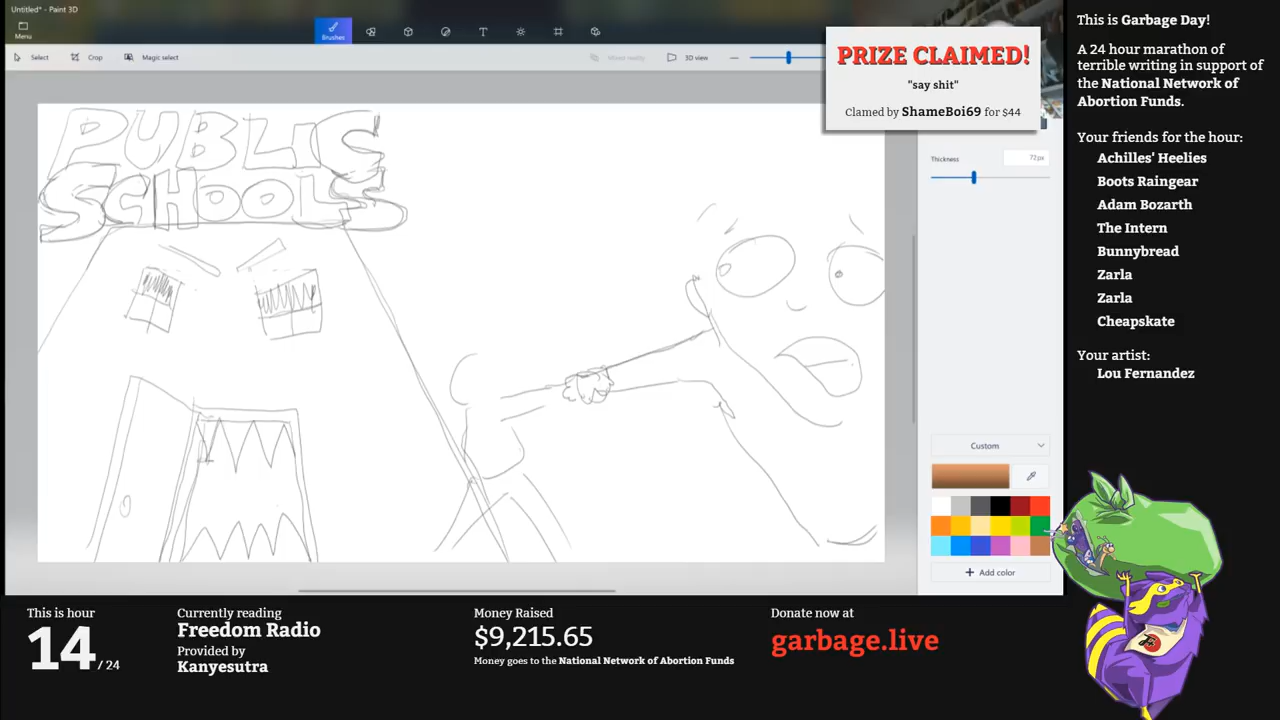 Untitled* - Paint 3D
Menu
Brushes
Select
Crop
Magic select
3D view
PRIZE CLAIMED!
"say shit"
Clamed by ShameBoi69 for $44
Thickness
72px
PUBLIC
SCHOOLS
Custom
Add color
This is Garbage Day!
A 24 hour marathon of
terrible writing in support of
the National Network of
Abortion Funds.
Your friends for the hour:
Achilles' Heelies
Boots Raingear
Adam Bozarth
The Intern
Bunnybread
Zarla
Zarla
Cheapskate
Your artist:
Lou Fernandez
This is hour
14 / 24
Currently reading
Freedom Radio
Provided by
Kanyesutra
Money Raised
$9,215.65
Money goes to the National Network of Abortion Funds
Donate now at
garbage.live